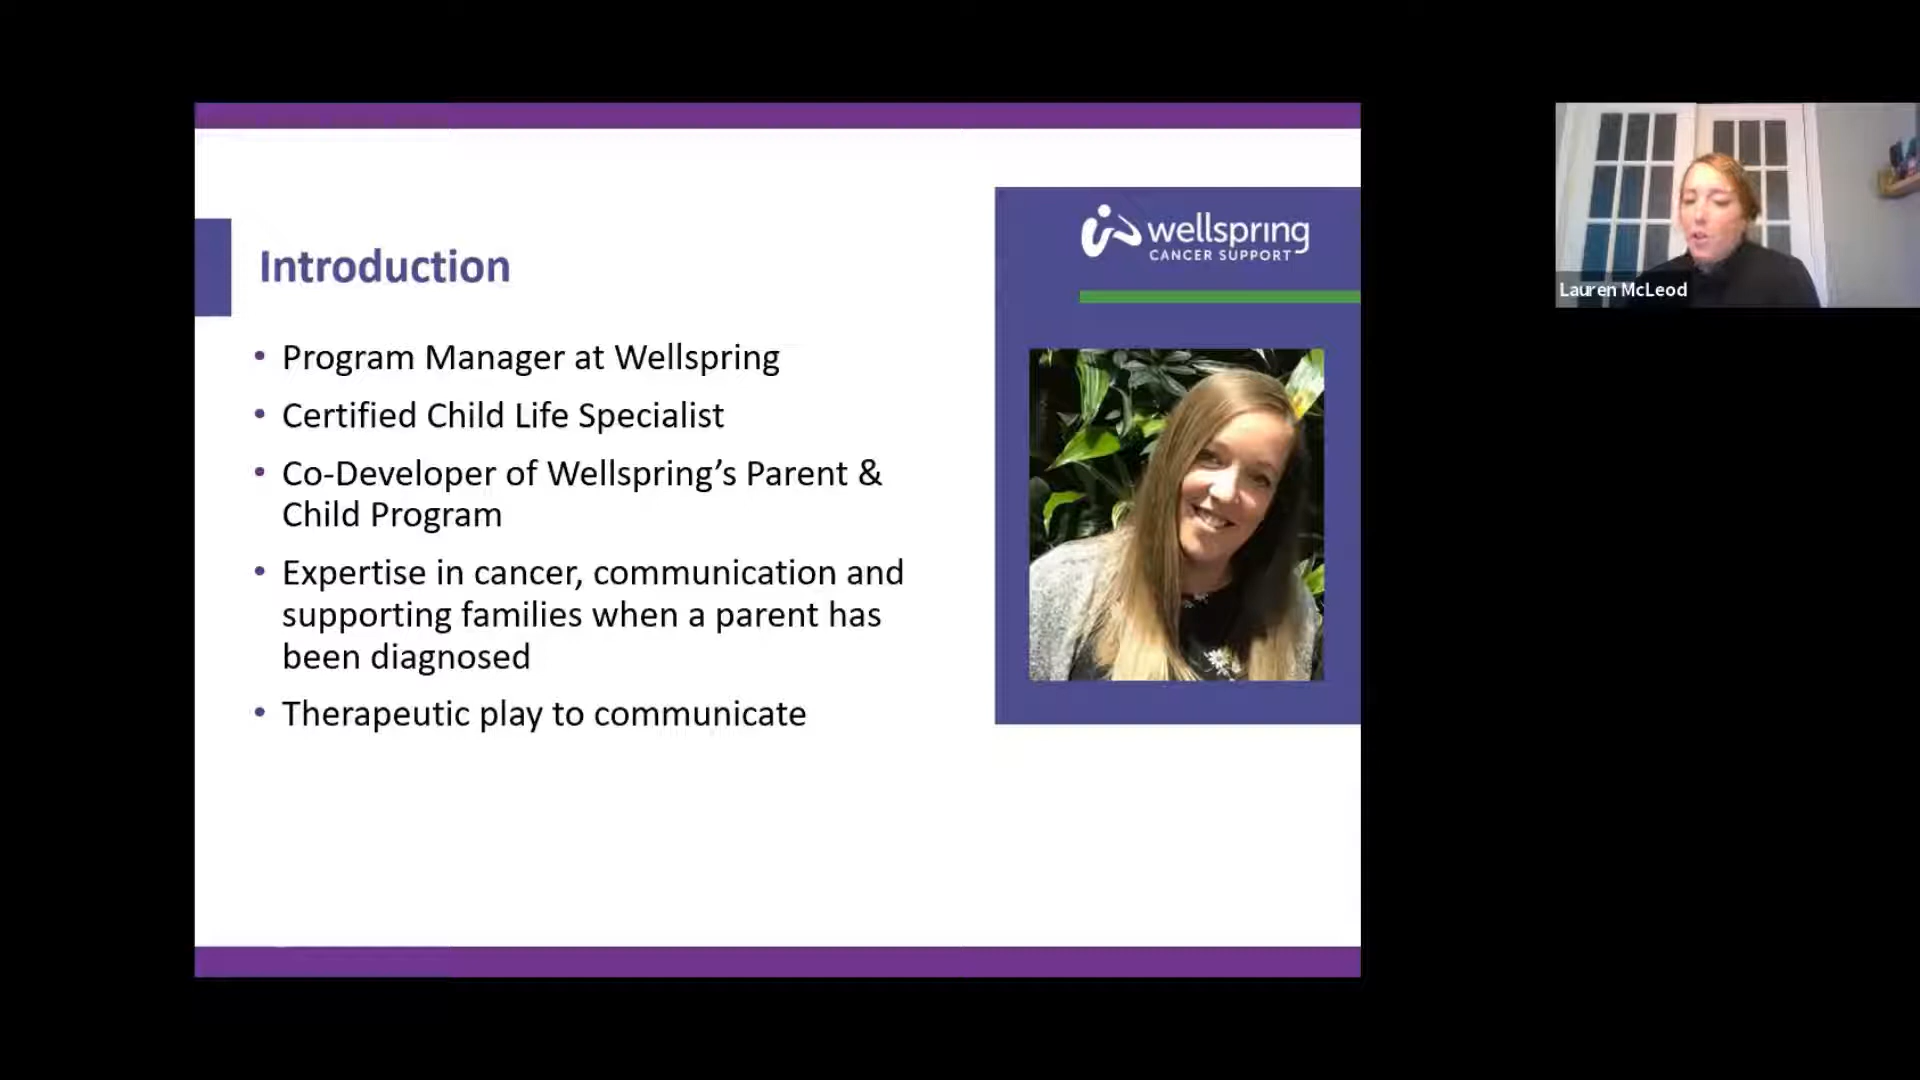 Introduction
• Program Manager at Wellspring
• Certified Child Life Specialist
• Co-Developer of Wellspring’s Parent &
Child Program
• Expertise in cancer, communication and
supporting families when a parent has
been diagnosed
• Therapeutic play to communicate
wellspring
CANCER SUPPORT
Lauren McLeod